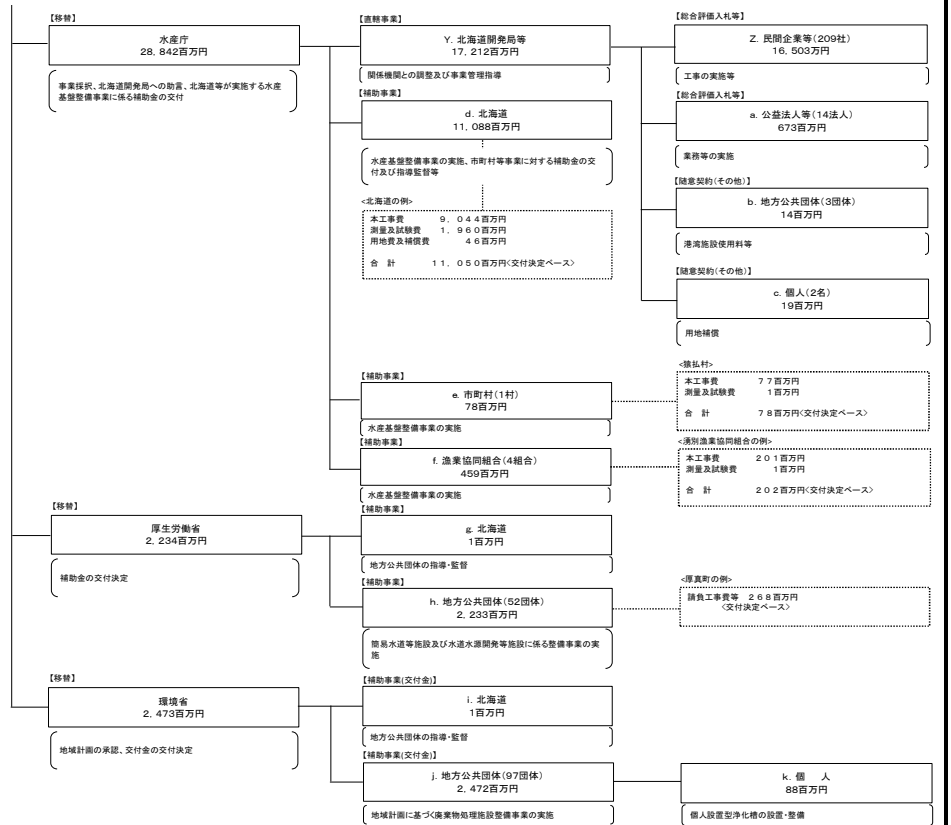 【移替】
水産庁
28，842百万円
事業採択、北海道開発局への助言、北海道等が実施する水産
基盤整備事業に係る補助金の交付
【直轄事業】
Y. 北海道開発局等
17，212百万円
関係機関との調整及び事業管理指導
【総合評価入札等】
Z. 民間企業等(209社)
16，503百万円
工事の実施等
【総合評価入札等】
a. 公益法人等(14法人)
673百万円
業務等の実施
【随意契約(その他)】
b. 地方公共団体(3団体)
14百万円
港湾施設使用料等
【随意契約(その他)】
c. 個人(2名)
19百万円
用地補償
【補助事業】
d. 北海道
11，088百万円
水産基盤整備事業の実施、市町村等事業に対する補助金の交
付及び指導監督等
<北海道の例>
本工事費 ９，０４４百万円
測量及試験費 １，９６０百万円
用地費及補償費 ４６百万円
合 計 １１，０５０百万円<交付決定ベース>
【補助事業】
e. 市町村(1村)
78百万円
水産基盤整備事業の実施
<猿払村>
本工事費 ７７百万円
測量及試験費 １百万円
合 計 ７８百万円<交付決定ベース>
【補助事業】
f. 漁業協同組合(4組合)
459百万円
水産基盤整備事業の実施
<湧別漁業協同組合の例>
本工事費 ２０１百万円
測量及試験費 １百万円
合 計 ２０２百万円<交付決定ベース>
【移替】
厚生労働省
2，234百万円
補助金の交付決定
【補助事業】
g. 北海道
1百万円
地方公共団体の指導・監督
【補助事業】
h. 地方公共団体(52団体)
2，233百万円
簡易水道等施設及び水道水源開発等施設に係る整備事業の実
施
<厚真町の例>
請負工事費等 ２６８百万円
<交付決定ベース>
【移替】
環境省
2，473百万円
地域計画の承認、交付金の交付決定
【補助事業(交付金)】
i. 北海道
1百万円
地方公共団体の指導・監督
【補助事業(交付金)】
j. 地方公共団体(97団体)
2，472百万円
地域計画に基づく廃棄物処理施設整備事業の実施
k. 個 人
88百万円
個人設置型浄化槽の設置・整備